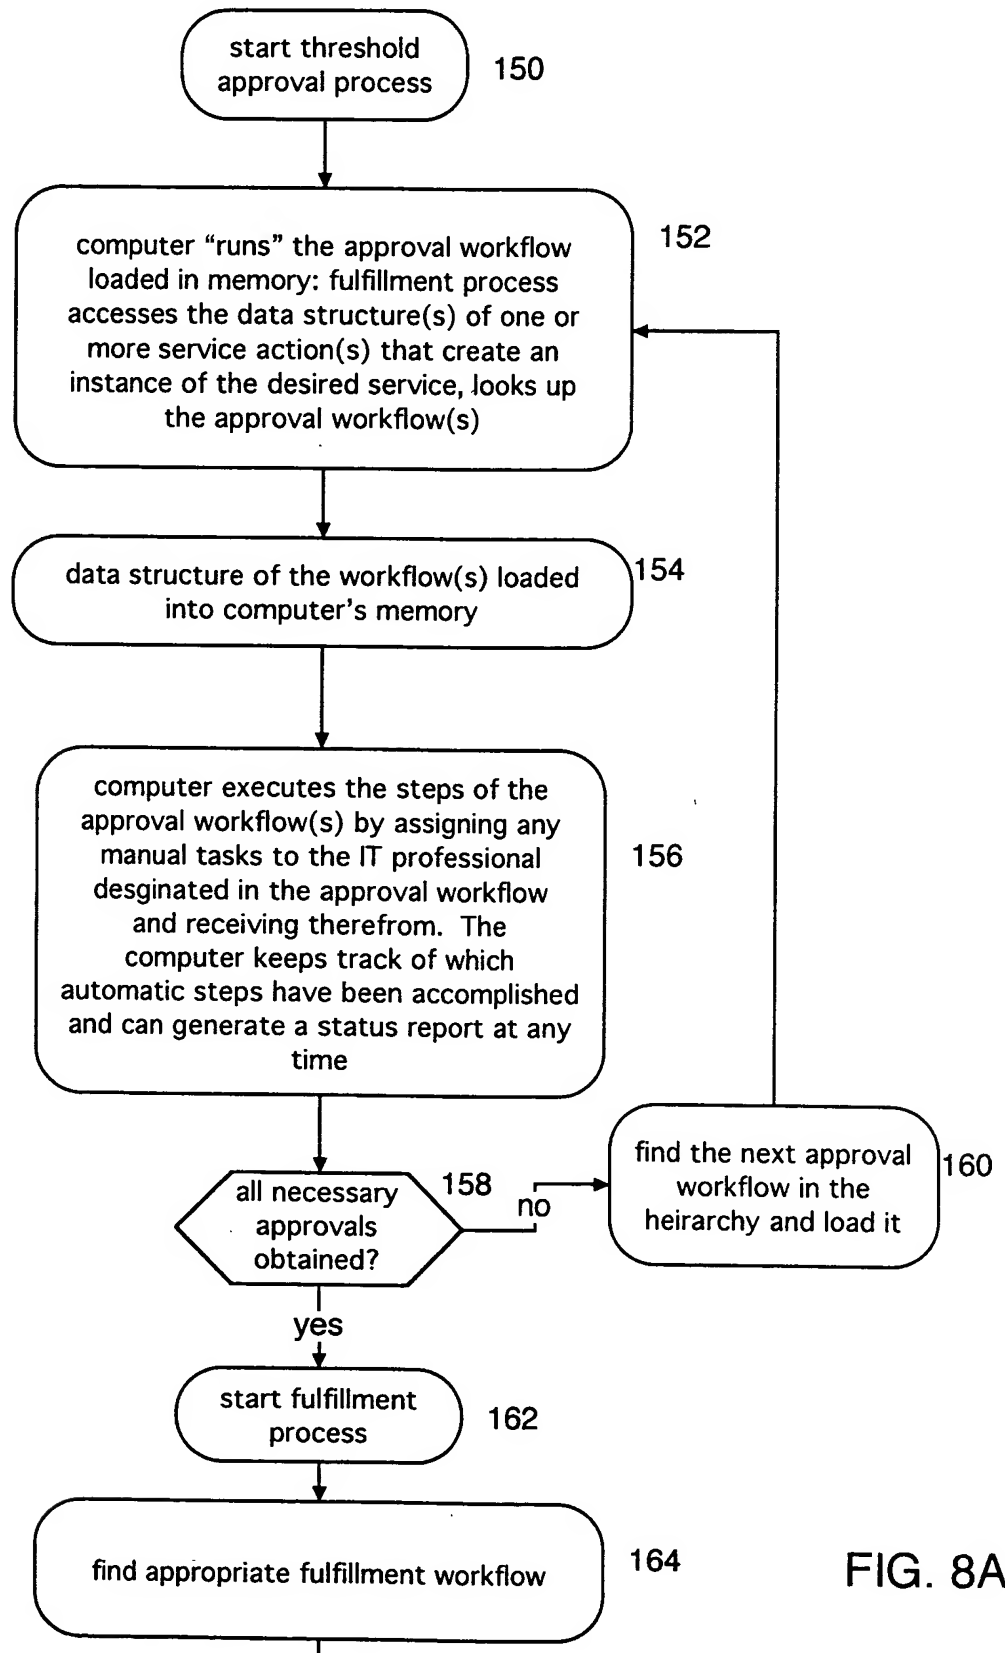 start threshold
approval process
150
computer “runs” the approval workflow
loaded in memory: fulfillment process
accesses the data structure(s) of one or
more service action(s) that create an
instance of the desired service, looks up
the approval workflow(s)
152
data structure of the workflow(s) loaded
into computer's memory
154
computer executes the steps of the
approval workflow(s) by assigning any
manual tasks to the IT professional
desginated in the approval workflow
and receiving therefrom. The
computer keeps track of which
automatic steps have been accomplished
and can generate a status report at any
time
156
all necessary
approvals
obtained?
158
no
find the next approval
workflow in the
heirarchy and load it
160
yes
start fulfillment
process
162
find appropriate fulfillment workflow
164
FIG. 8A